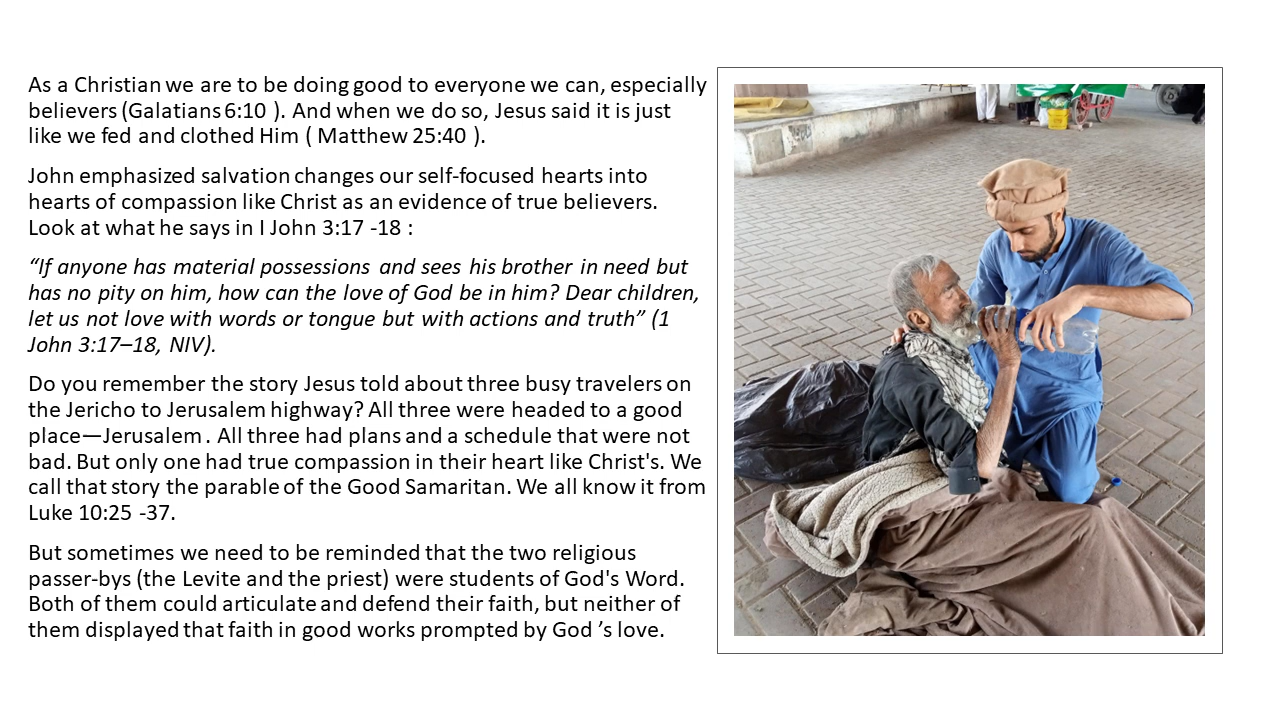 As a Christian we are to be doing good to everyone we can, especially
believers (Galatians 6:10 ). And when we do so, Jesus said it is just
like we fed and clothed Him ( Matthew 25:40 ).
John emphasized salvation changes our self-focused hearts into
hearts of compassion like Christ as an evidence of true believers.
Look at what he says in I John 3:17 -18 :
“If anyone has material possessions and sees his brother in need but
has no pity on him, how can the love of God be in him? Dear children,
let us not love with words or tongue but with actions and truth” (1
John 3:17–18, NIV).
Do you remember the story Jesus told about three busy travelers on
the Jericho to Jerusalem highway? All three were headed to a good
place—Jerusalem . All three had plans and a schedule that were not
bad. But only one had true compassion in their heart like Christ's. We
call that story the parable of the Good Samaritan. We all know it from
Luke 10:25 -37.
But sometimes we need to be reminded that the two religious
passer-bys (the Levite and the priest) were students of God's Word.
Both of them could articulate and defend their faith, but neither of
them displayed that faith in good works prompted by God ’s love.